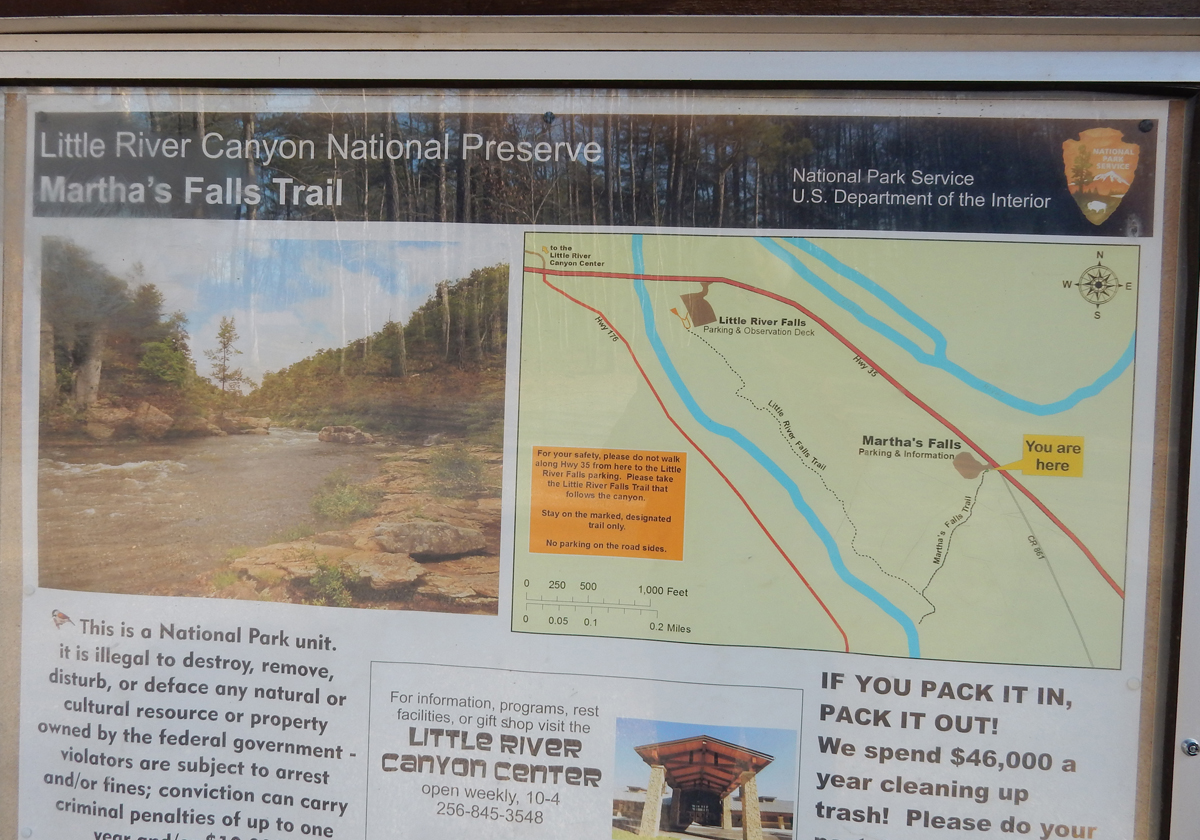 Little River Canyon National Preserve
Martha's Falls Trail
National Park Service
U.S. Department of the Interior
NATIONAL
PARK
SERVICE
to the
Little River
Canyon Center
N
W
E
S
Hwy 176
Little River Falls
Parking & Observation Deck
Hwy 35
Little River Falls Trail
Martha's Falls
Parking & Information
You are
here
Martha's Falls Trail
CR 861
For your safety, please do not walk
along Hwy 35 from here to the Little
River Falls parking. Please take
the Little River Falls Trail that
follows the canyon.
Stay on the marked, designated
trail only.
No parking on the road sides.
0 250 500 1,000 Feet
0 0.05 0.1 0.2 Miles
This is a National Park unit.
it is illegal to destroy, remove,
disturb, or deface any natural or
cultural resource or property
owned by the federal government -
violators are subject to arrest
and/or fines; conviction can carry
criminal penalties of up to one
year and/
For information, programs, rest
facilities, or gift shop visit the
LITTLE RIVER
CANYON CENTER
open weekly, 10-4
256-845-3548
IF YOU PACK IT IN,
PACK IT OUT!
We spend $46,000 a
year cleaning up
trash! Please do your